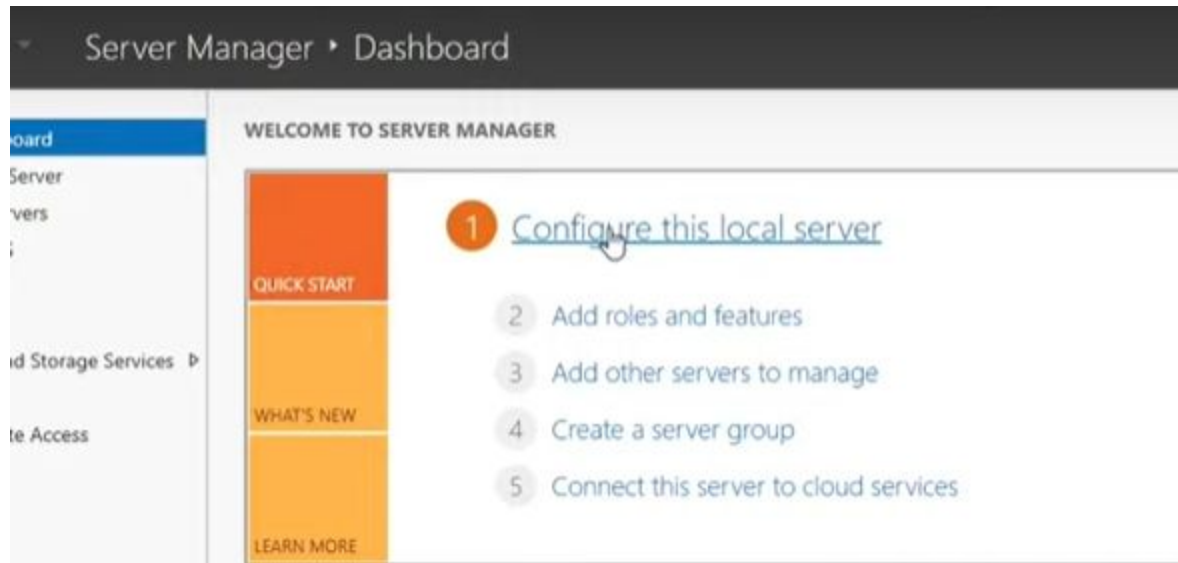 Server Manager ‣ Dashboard
oard
Server
vers
WELCOME TO SERVER MANAGER
QUICK START
WHAT'S NEW
LEARN MORE
1 Configure this local server
2 Add roles and features
3 Add other servers to manage
4 Create a server group
5 Connect this server to cloud services
d Storage Services
te Access